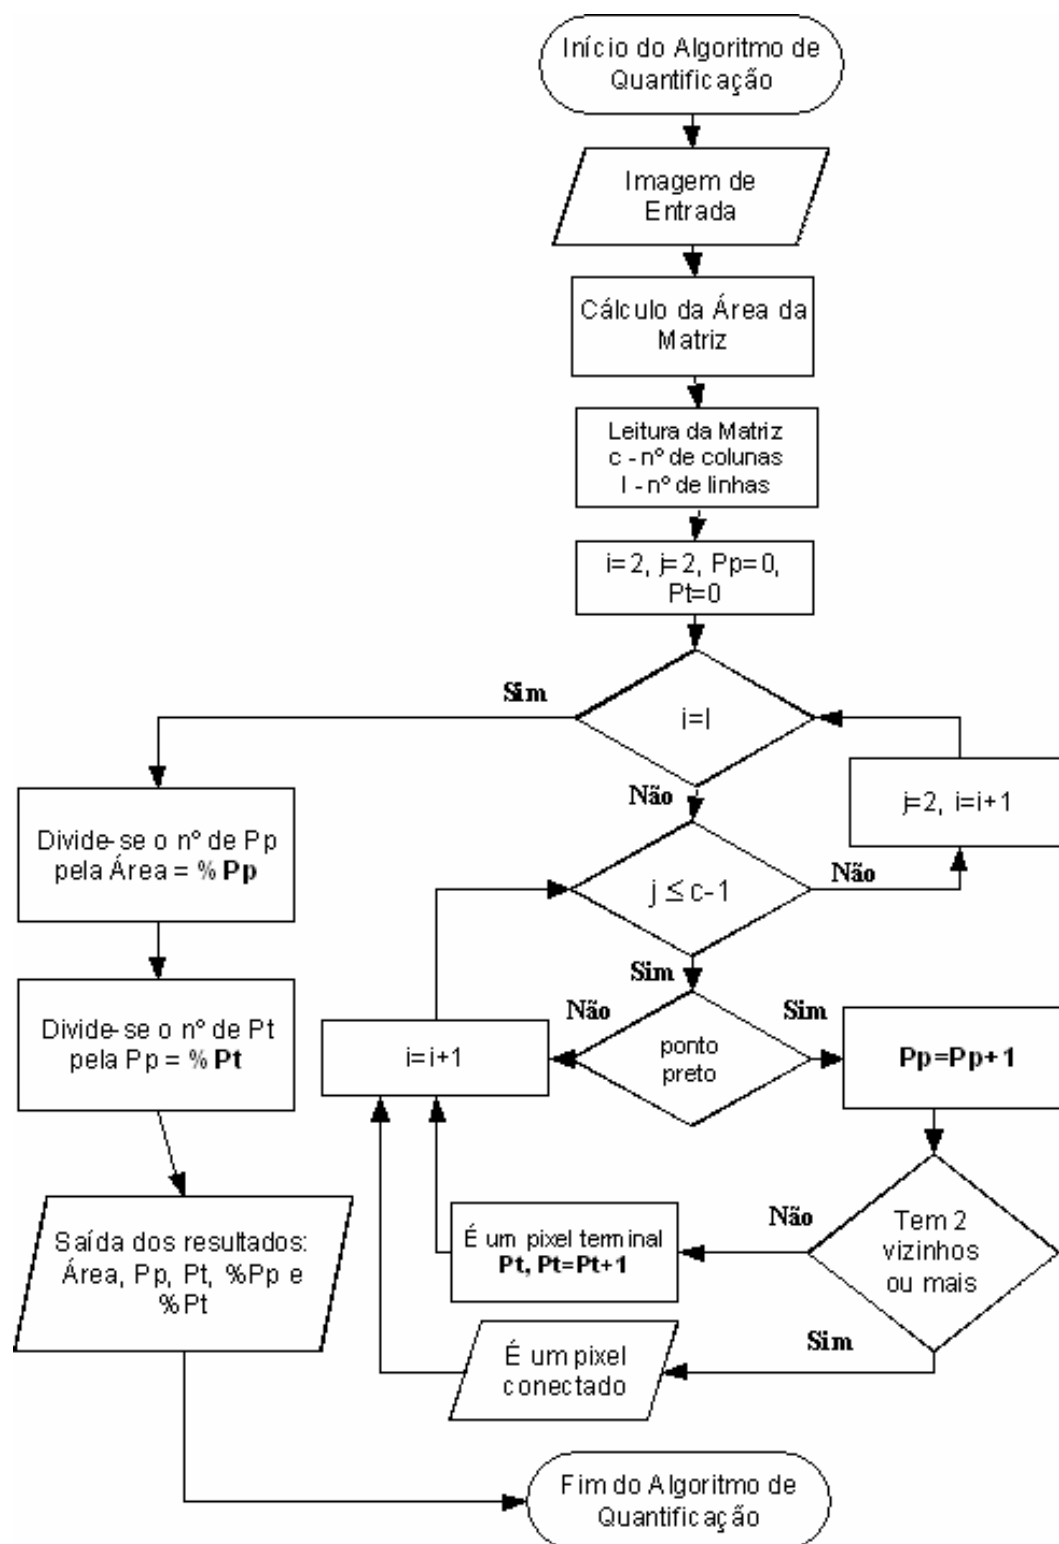 Início do Algoritmo de
Quantificação
Imagem de
Entrada
Cálculo da Área da
Matriz
Leitura da Matriz
c - nº de colunas
l - nº de linhas
i=2, j=2, Pp=0,
Pt=0
i=l
Sim
Não
j=2, i=i+1
j ≤ c-1
Não
Sim
Divide-se o nº de Pp
pela Área = % Pp
Divide-se o nº de Pt
pela Pp = % Pt
ponto
preto
Não
Sim
i=i+1
Pp=Pp+1
Tem 2
vizinhos
ou mais
Não
Sim
É um pixel terminal
Pt, Pt=Pt+1
É um pixel
conectado
Saída dos resultados:
Área, Pp, Pt, %Pp e
%Pt
Fim do Algoritmo de
Quantificação